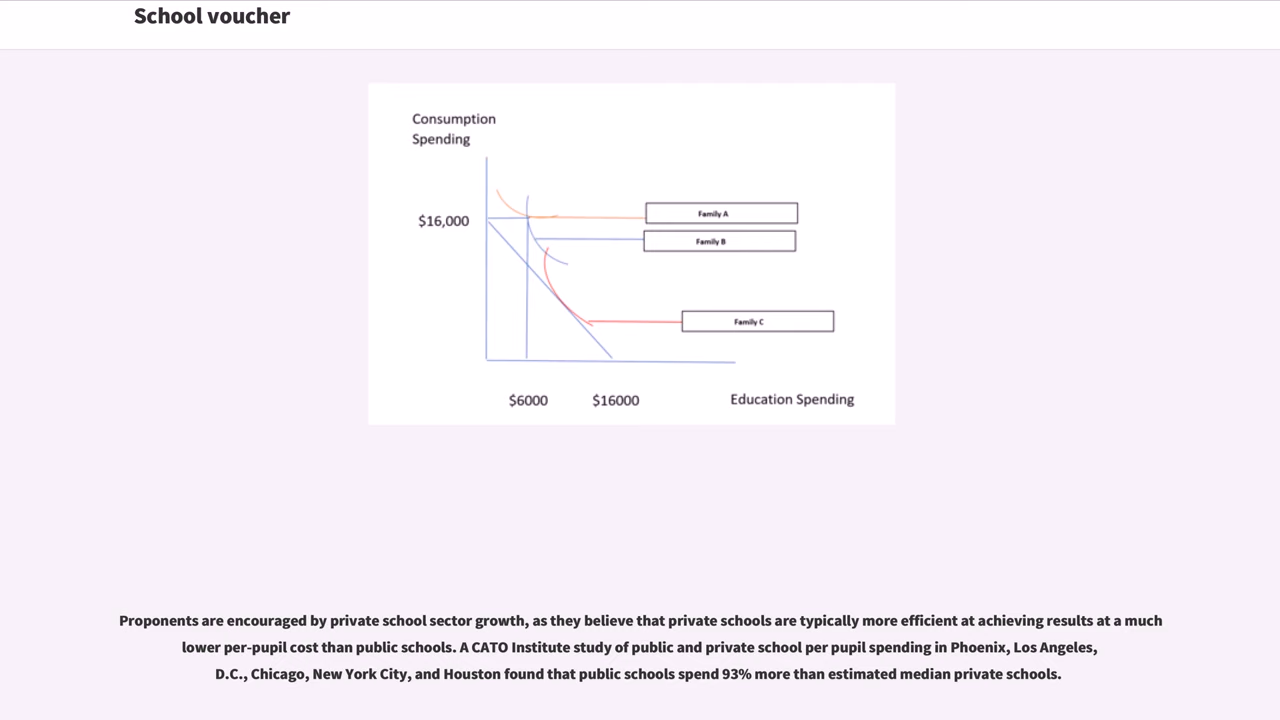 School voucher
Consumption
Spending
$16,000
Family A
Family B
Family C
$6000
$16000
Education Spending
Proponents are encouraged by private school sector growth, as they believe that private schools are typically more efficient at achieving results at a much
lower per-pupil cost than public schools. A CATO Institute study of public and private school per pupil spending in Phoenix, Los Angeles,
D.C., Chicago, New York City, and Houston found that public schools spend 93% more than estimated median private schools.